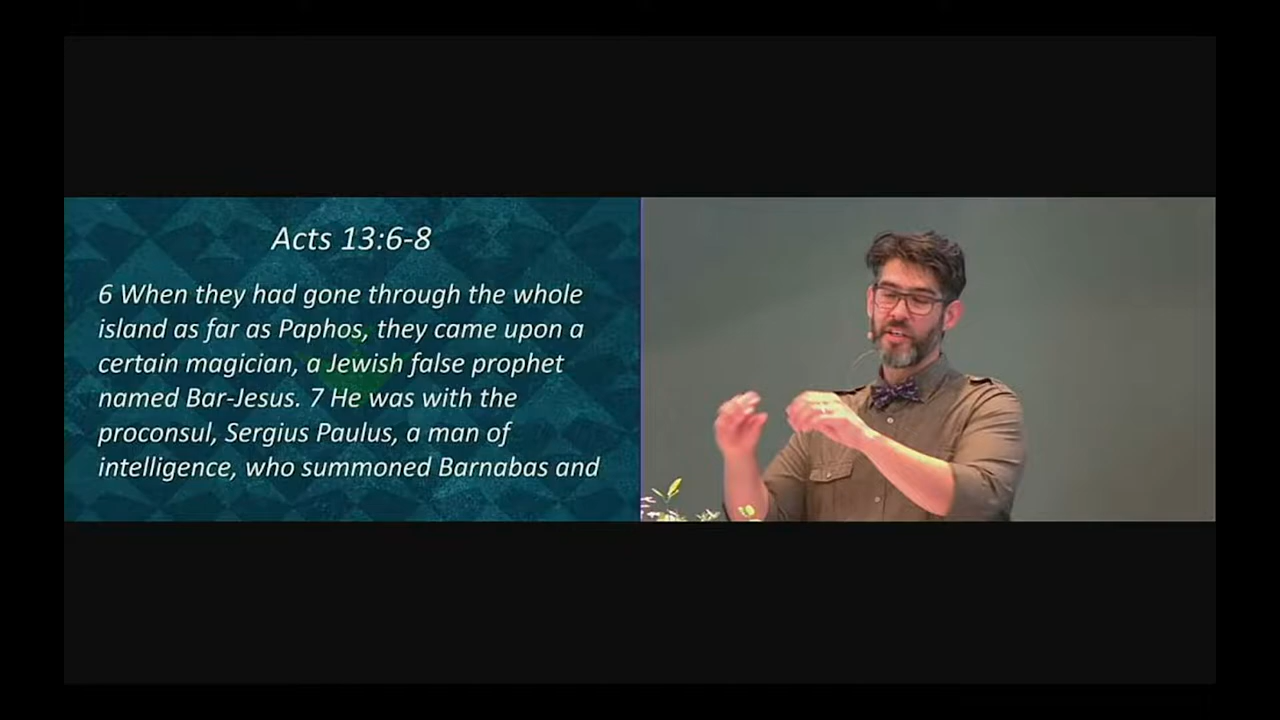 Acts 13:6-8
6 When they had gone through the whole
island as far as Paphos, they came upon a
certain magician, a Jewish false prophet
named Bar-Jesus. 7 He was with the
proconsul, Sergius Paulus, a man of
intelligence, who summoned Barnabas and